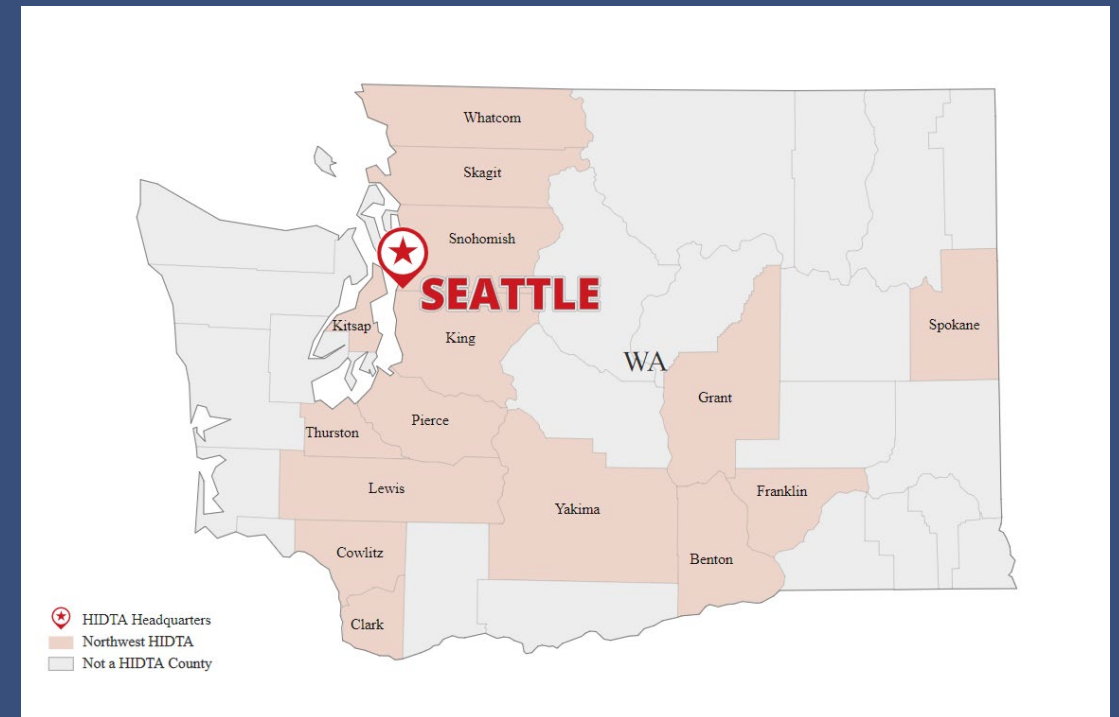 Whatcom
Skagit
Snohomish
SEATTLE
Kitsap
King
Spokane
WA
Grant
Pierce
Thurston
Lewis
Franklin
Yakima
Cowlitz
Benton
Clark
HIDTA Headquarters
Northwest HIDTA
Not a HIDTA County